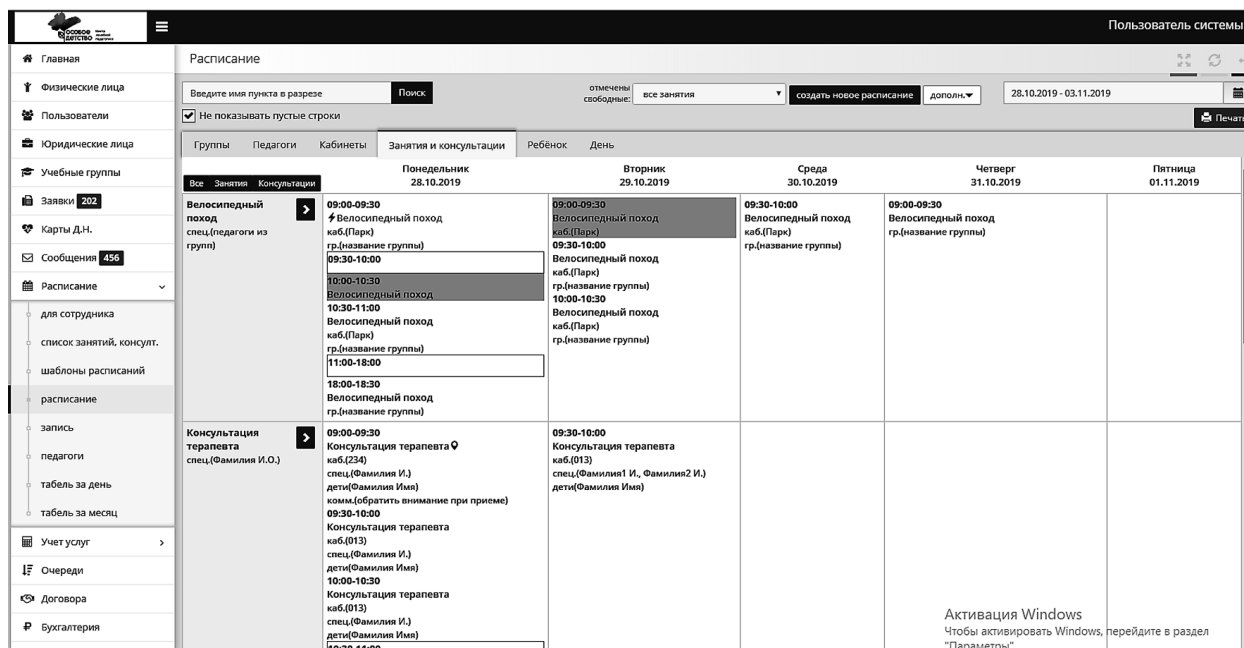 ОСОБОЕ
ДЕТСТВО
Пользователь системы
Главная
Физические лица
Пользователи
Юридические лица
Учебные группы
Заявки 202
Карты Д.Н.
Сообщения 456
Расписание
для сотрудника
список занятий, консулт.
шаблоны расписаний
расписание
запись
педагоги
табель за день
табель за месяц
Учет услуг
Очереди
Договора
Бухгалтерия
Расписание
Введите имя пункта в разрезе Поиск
отмечены свободные: все занятия создать новое расписание дополн. 28.10.2019 - 03.11.2019
Не показывать пустые строки
Печать
Группы Педагоги Кабинеты Занятия и консультации Ребёнок День
Все Занятия Консультации
Понедельник
28.10.2019
Вторник
29.10.2019
Среда
30.10.2019
Четверг
31.10.2019
Пятница
01.11.2019
Велосипедный
поход
спец.(педагоги из
групп)
09:00-09:30
Велосипедный поход
каб.(Парк)
гр.(название группы)
09:30-10:00
10:00-10:30
Велосипедный поход
10:30-11:00
Велосипедный поход
каб.(Парк)
гр.(название группы)
11:00-18:00
18:00-18:30
Велосипедный поход
гр.(название группы)
09:00-09:30
Велосипедный поход
каб.(Парк)
09:30-10:00
Велосипедный поход
каб.(Парк)
гр.(название группы)
10:00-10:30
Велосипедный поход
каб.(Парк)
гр.(название группы)
09:30-10:00
Велосипедный поход
каб.(Парк)
гр.(название группы)
09:00-09:30
Велосипедный поход
гр.(название группы)
Консультация
терапевта
спец.(Фамилия И.О.)
09:00-09:30
Консультация терапевта
каб.(234)
спец.(Фамилия И.)
дети(Фамилия Имя)
комм.(обратить внимание при приеме)
09:30-10:00
Консультация терапевта
каб.(013)
спец.(Фамилия И.)
дети(Фамилия Имя)
10:00-10:30
Консультация терапевта
каб.(013)
спец.(Фамилия И.)
дети(Фамилия Имя)
10:30-11:00
09:30-10:00
Консультация терапевта
каб.(013)
спец.(Фамилия1 И., Фамилия2 И.)
дети(Фамилия Имя)
Активация Windows
Чтобы активировать Windows, перейдите в раздел
"Параметры".